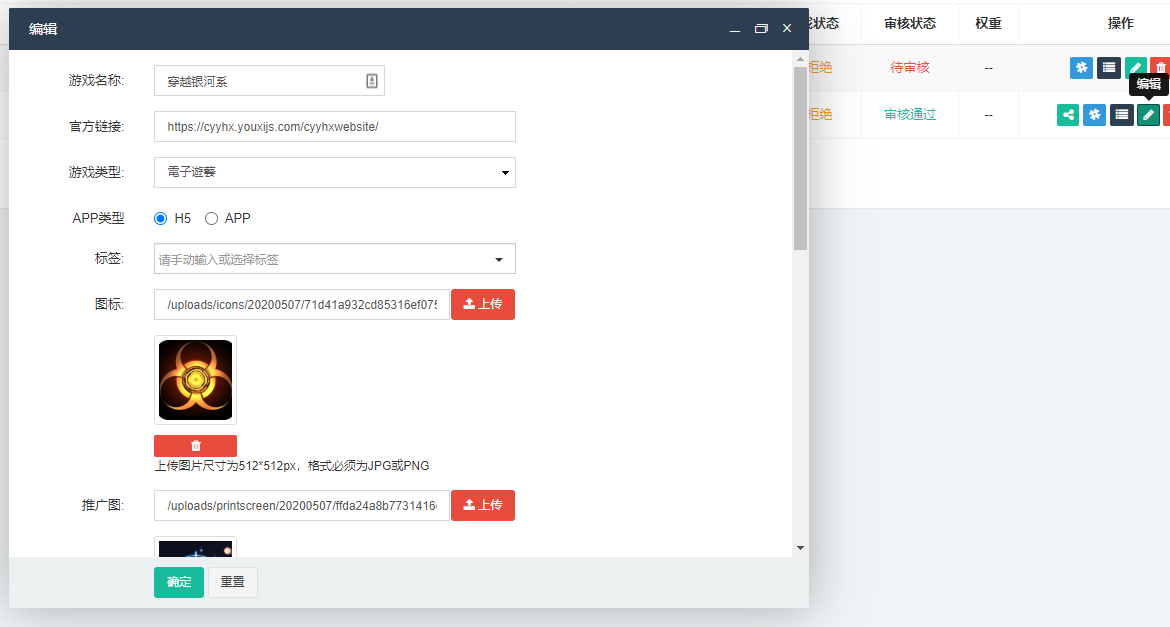 编辑
状态
审核状态
权重
操作
游戏名称:
穿越银河系
拒绝
待审核
--
编辑
官方链接:
https://cyyhx.youxijs.com/cyyhxwebsite/
拒绝
审核通过
--
游戏类型:
電子遊藝
APP类型
H5
APP
标签:
请手动输入或选择标签
图标:
/uploads/icons/20200507/71d41a932cd85316ef075
上传
上传图片尺寸为512*512px，格式必须为JPG或PNG
推广图:
/uploads/printscreen/20200507/ffda24a8b7731416
上传
确定
重置